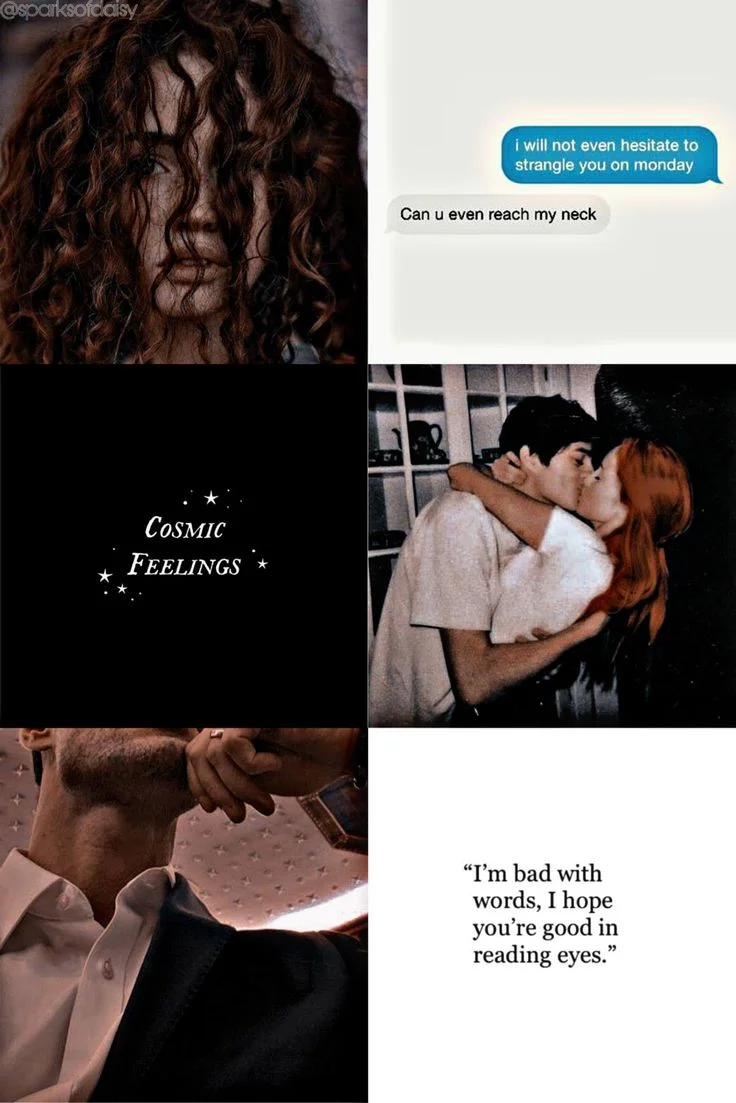 @sparksofdaisy
i will not even hesitate to
strangle you on monday
Can u even reach my neck
COSMIC
FEELINGS
“I’m bad with
words, I hope
you’re good in
reading eyes.”